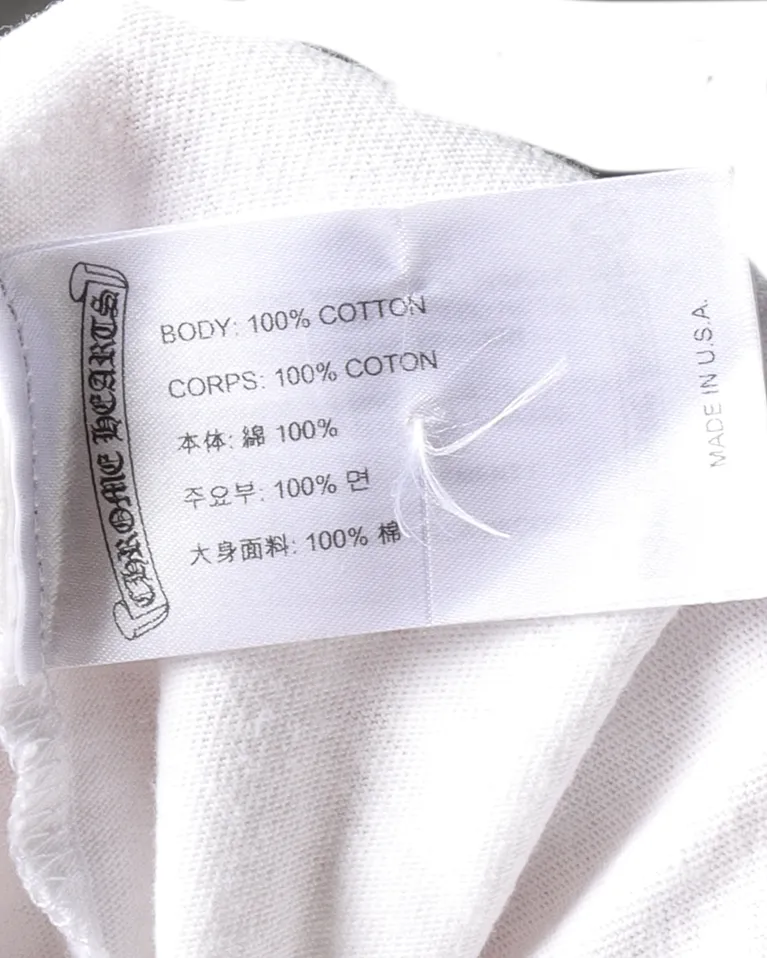 CHROME HEARTS
BODY: 100% COTTON
CORPS: 100% COTON
本体: 綿 100%
주요부: 100% 면
大身面料: 100% 棉
MADE IN U.S.A.